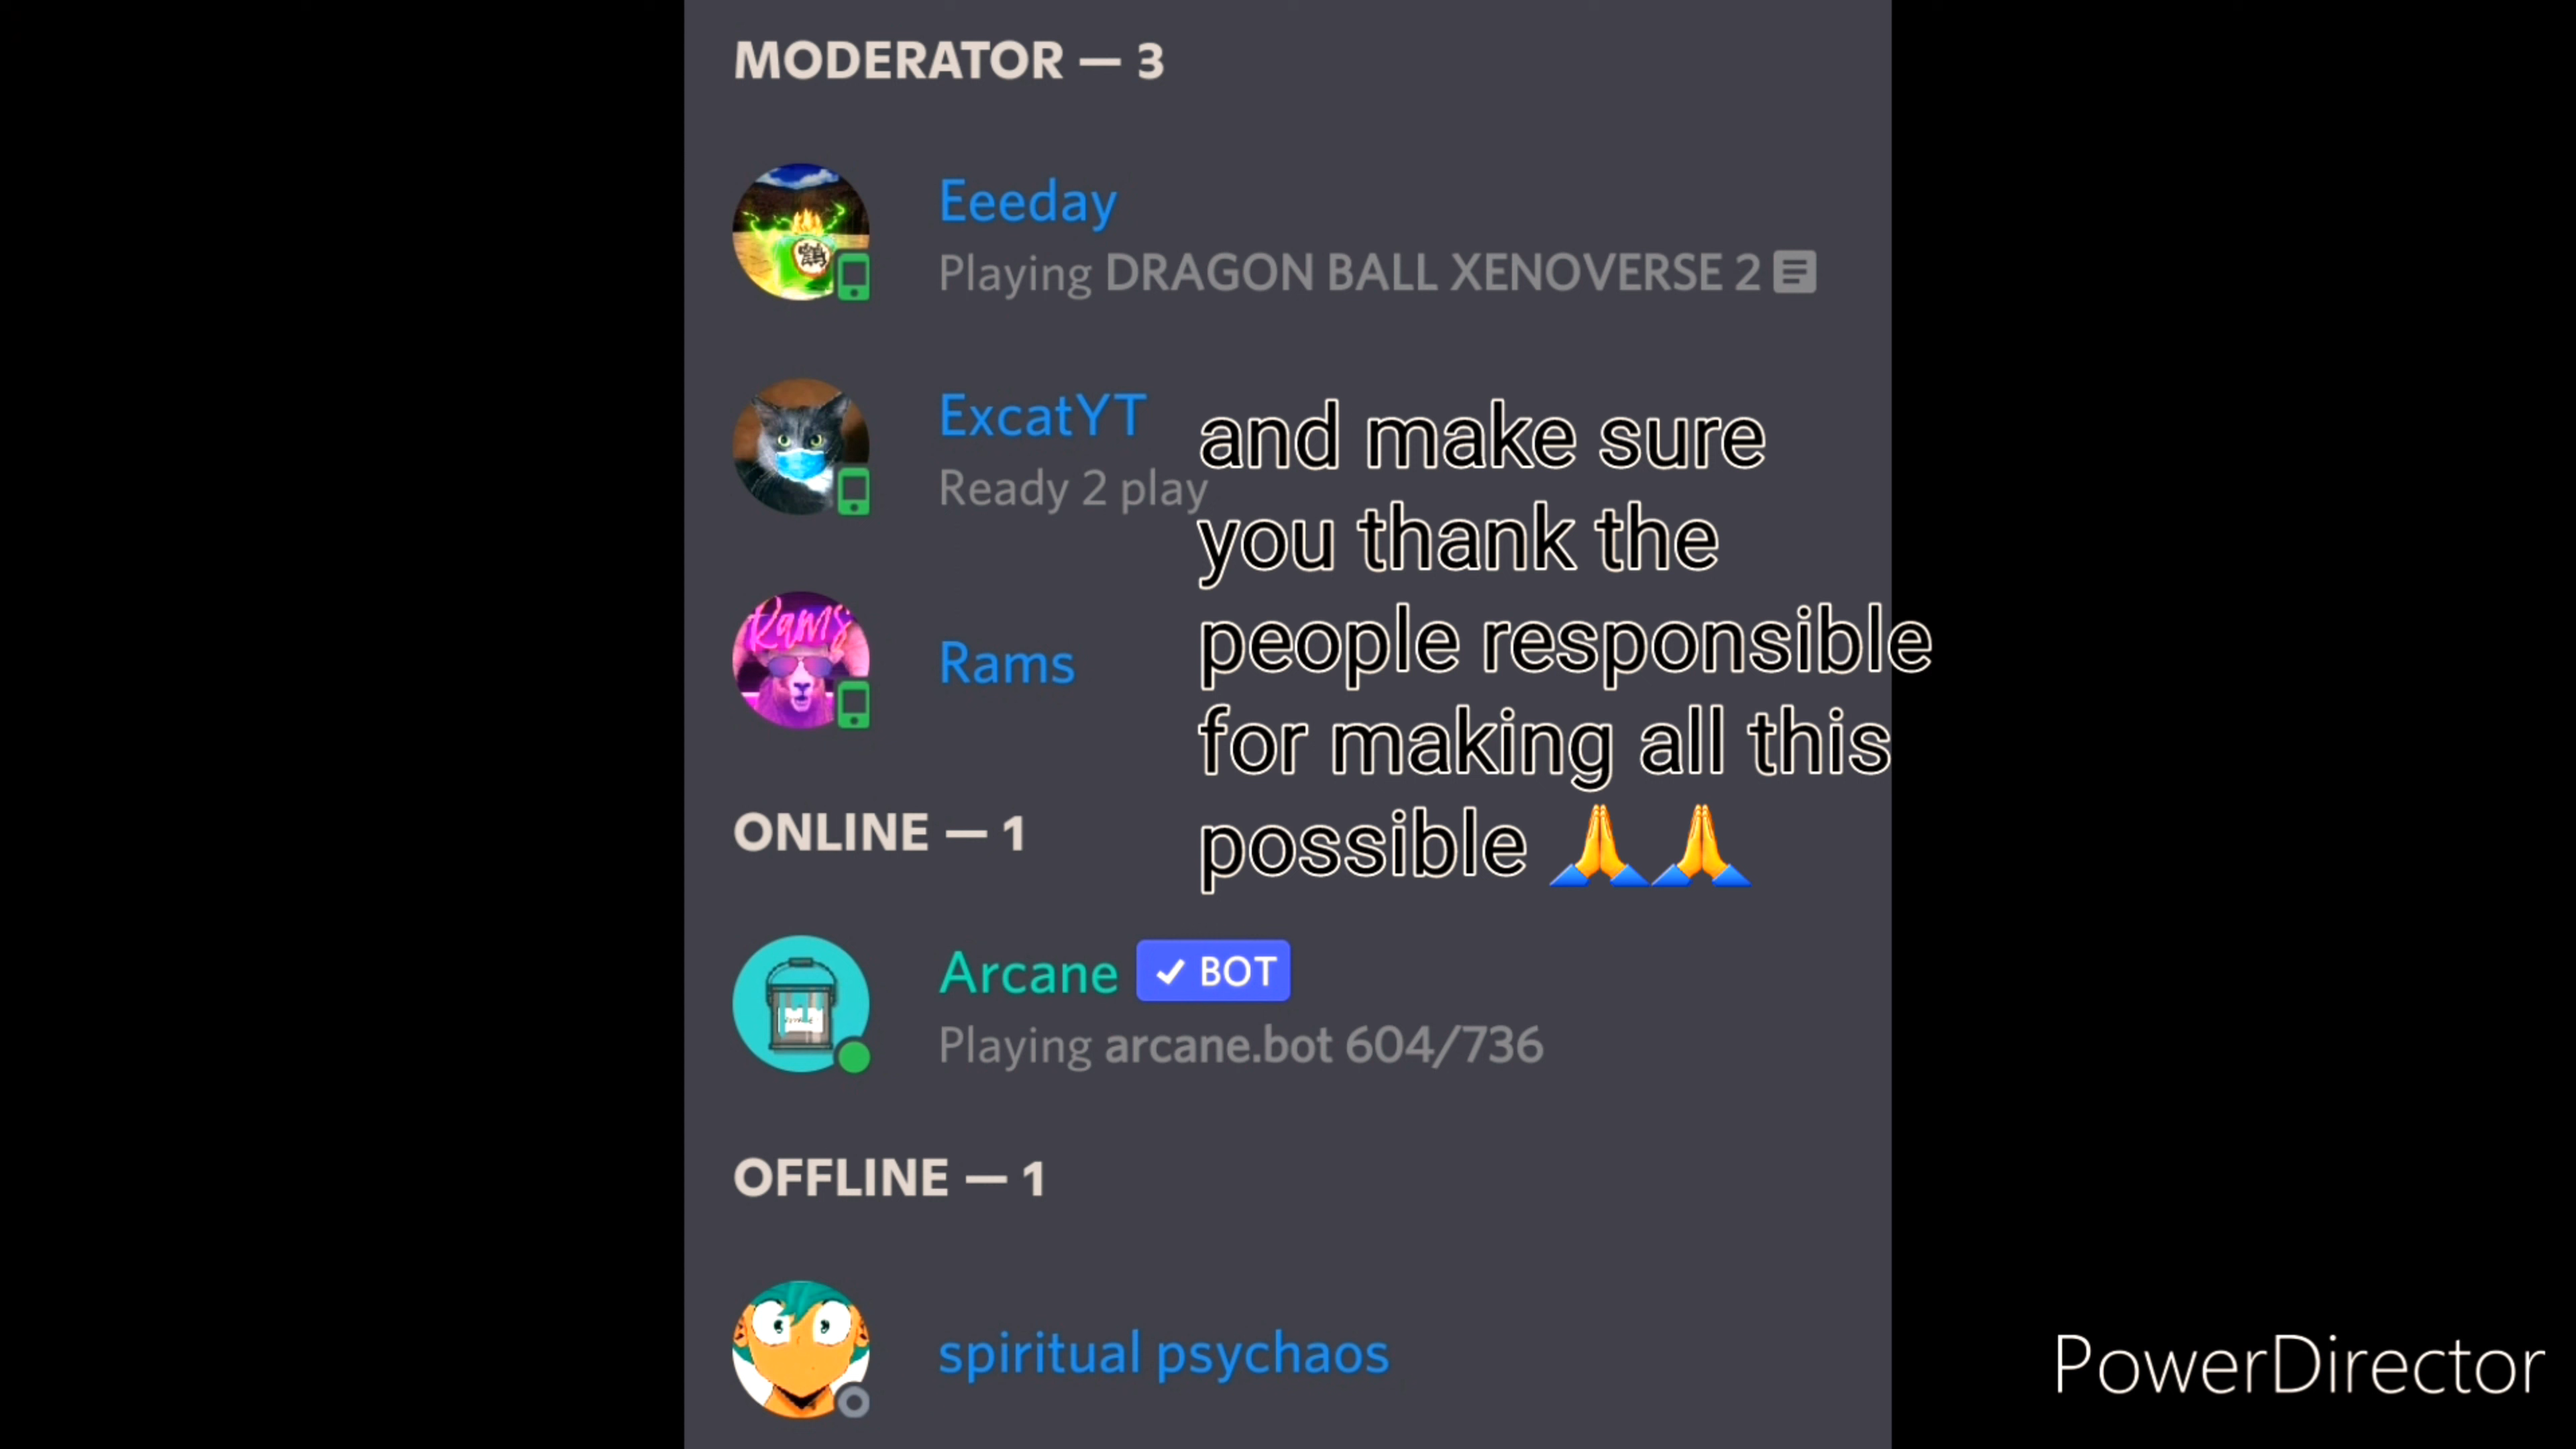 MODERATOR — 3
Eeeday
Playing DRAGON BALL XENOVERSE 2
ExcatYT
Ready 2 play
Rams
Rams
and make sure
you thank the
people responsible
for making all this
possible 🙏🙏
ONLINE — 1
Arcane ✓ BOT
Playing arcane.bot 604/736
OFFLINE — 1
spiritual psychaos
PowerDirector